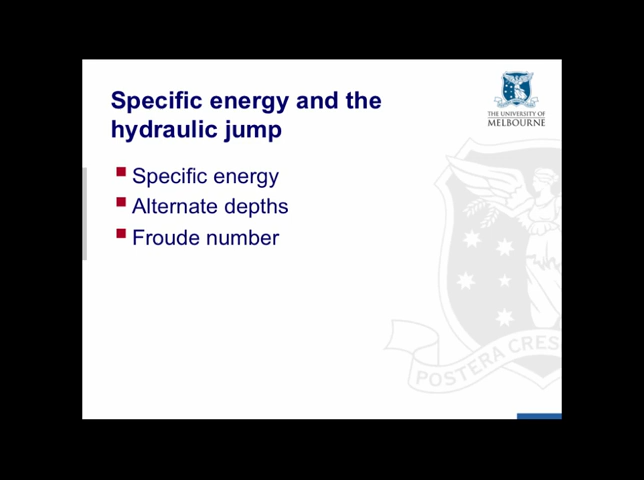 Specific energy and the
hydraulic jump
THE UNIVERSITY OF
MELBOURNE
Specific energy
Alternate depths
Froude number
POSTERA CRES